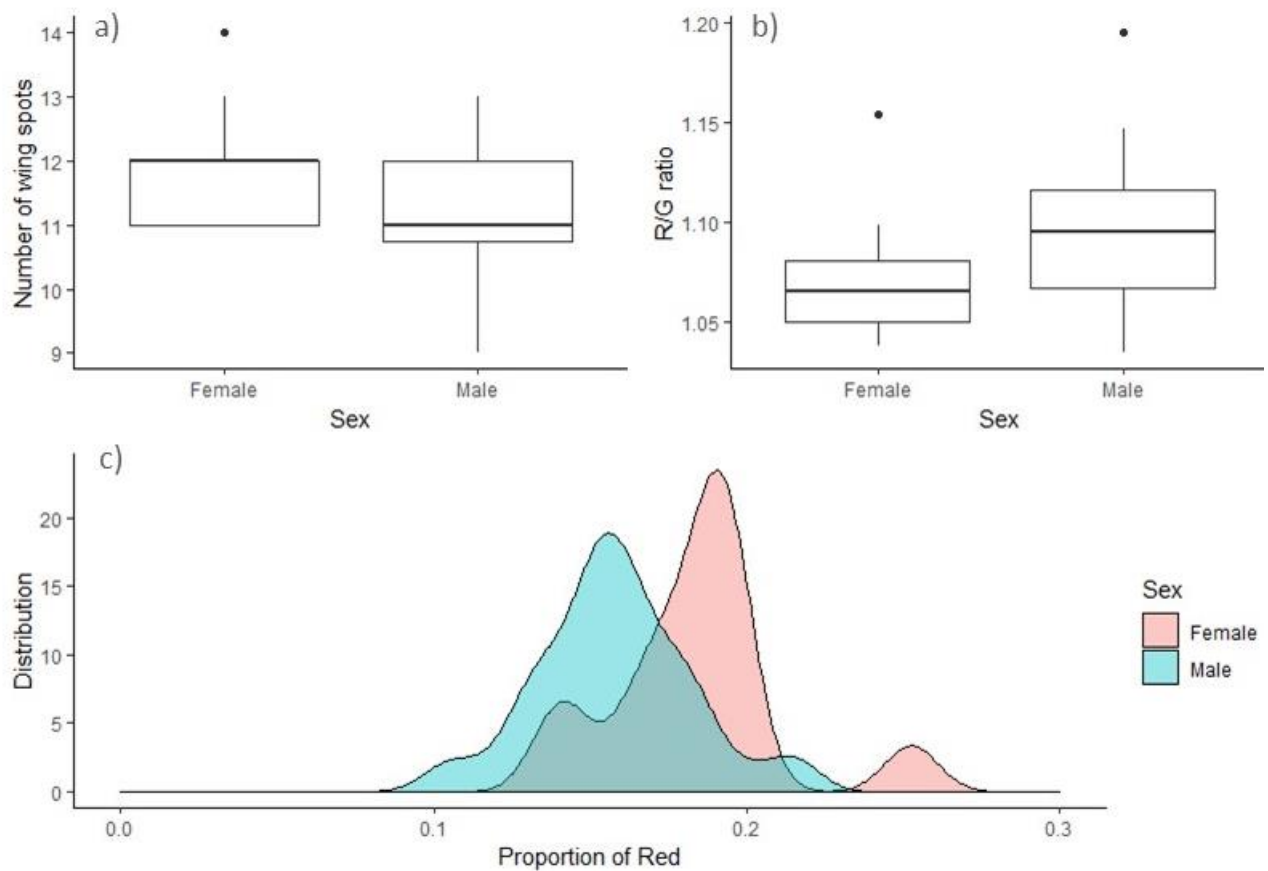 a)
Number of wing spots
14
13
12
11
10
9
Female Male
Sex
b)
R/G ratio
1.20
1.15
1.10
1.05
Female Male
Sex
c)
Distribution
20
15
10
5
0
0.0 0.1 0.2 0.3
Proportion of Red
Sex
Female
Male